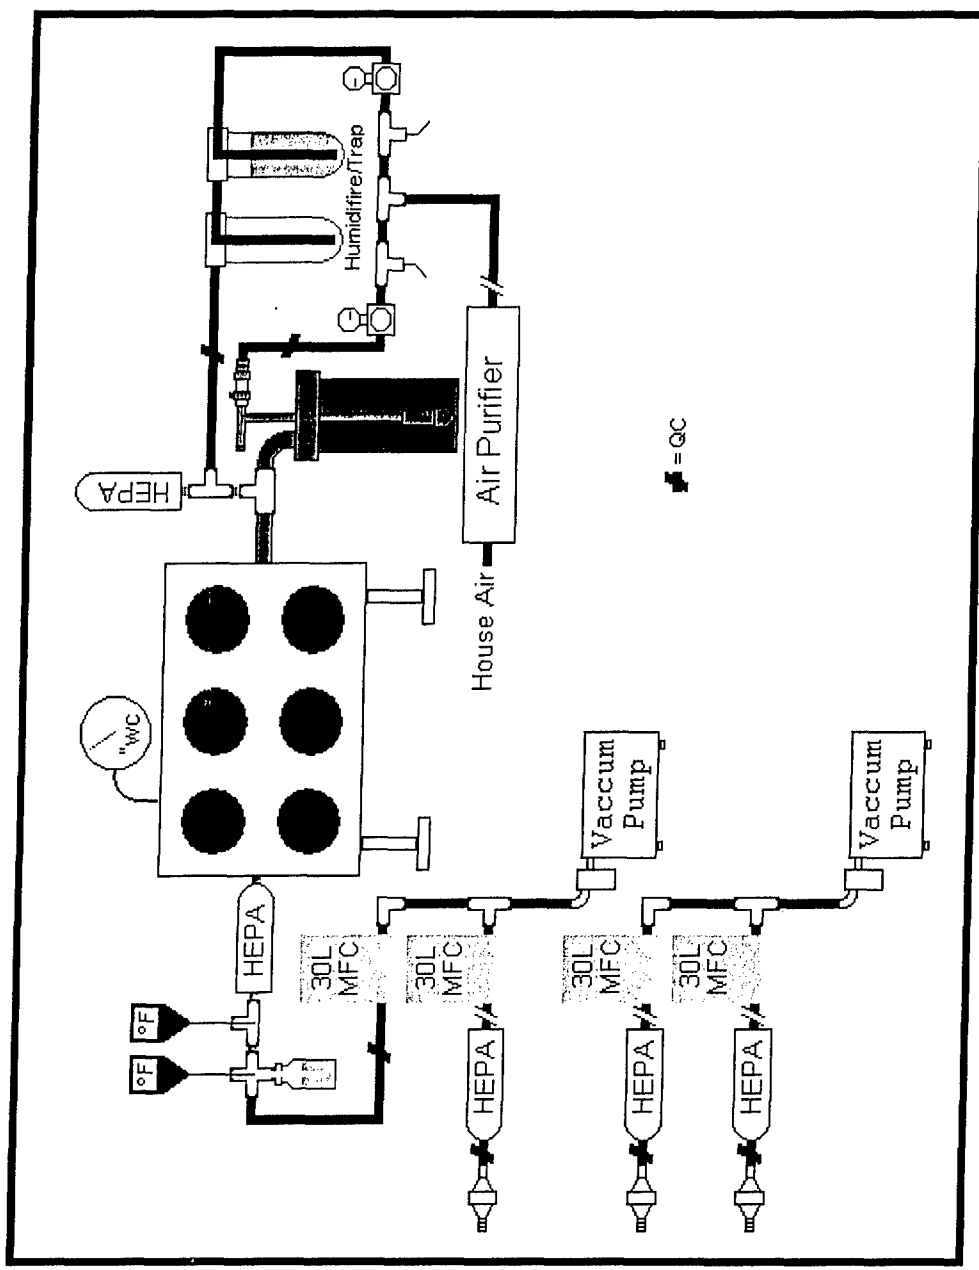 Humidifire/Trap
HEPA
Air Purifier
House Air
= QC
"WC
HEPA
°F
°F
30L
MFC
30L
MFC
30L
MFC
30L
MFC
HEPA
HEPA
HEPA
Vaccum
Pump
Vaccum
Pump